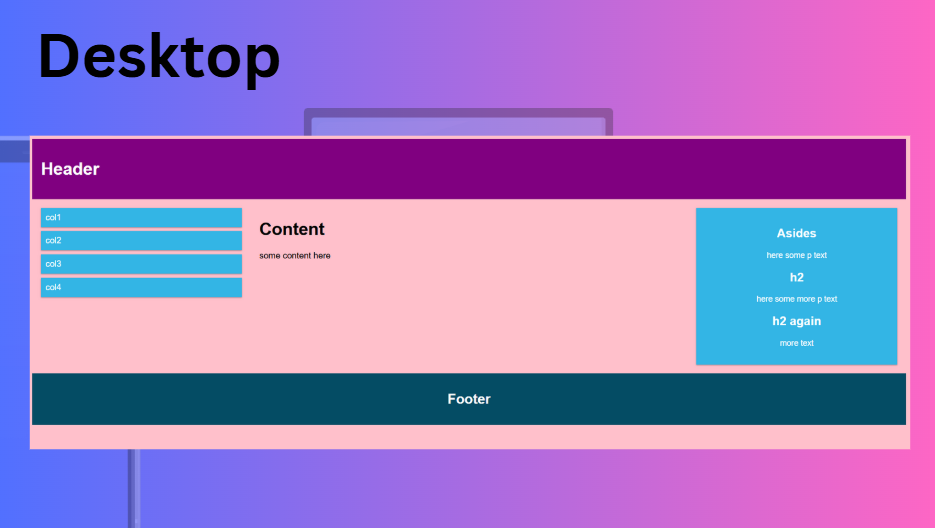 Desktop
Header
col1
col2
col3
col4
Content
some content here
Asides
here some p text
h2
here some more p text
h2 again
more text
Footer